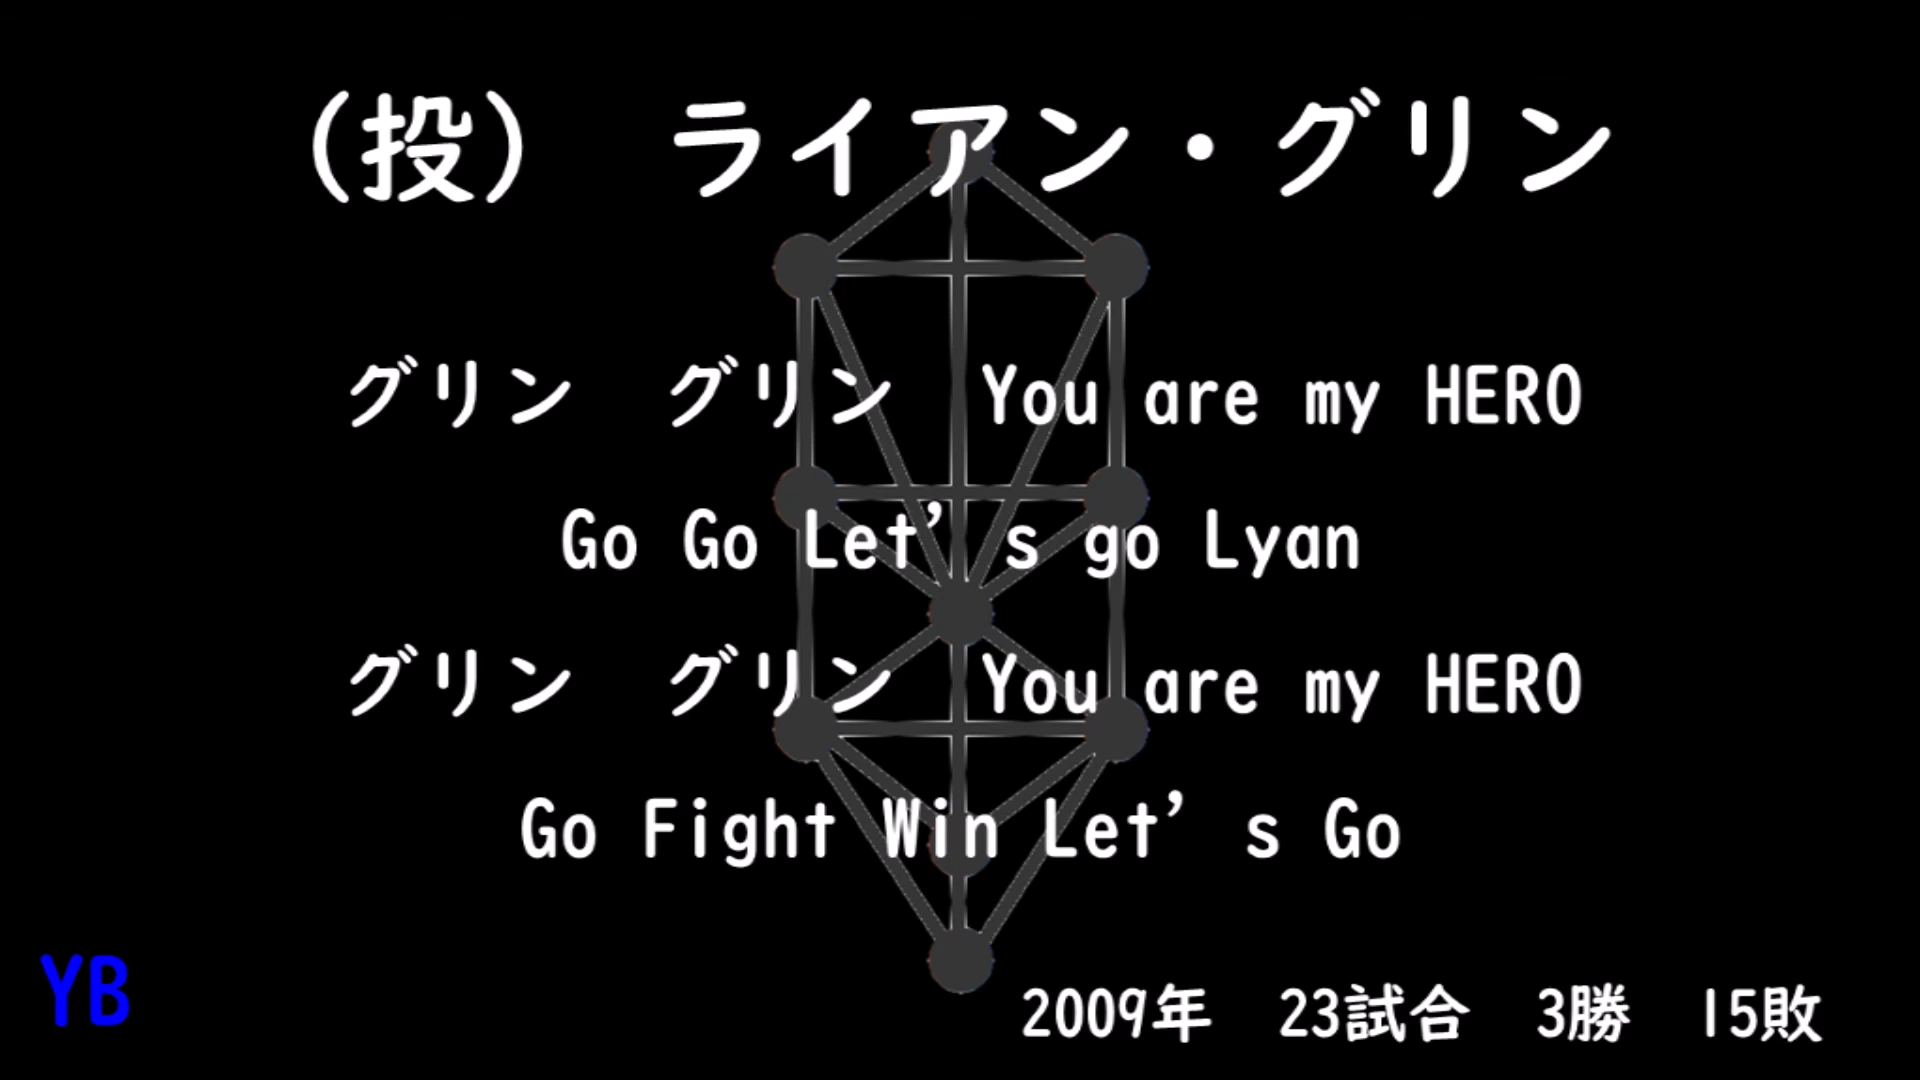 （投）　ライアン・グリン
グリン　グリン　You are my HERO
Go Go Let’s go Lyan
グリン　グリン　You are my HERO
Go Fight Win Let’s Go
YB
2009年　23試合　3勝　15敗